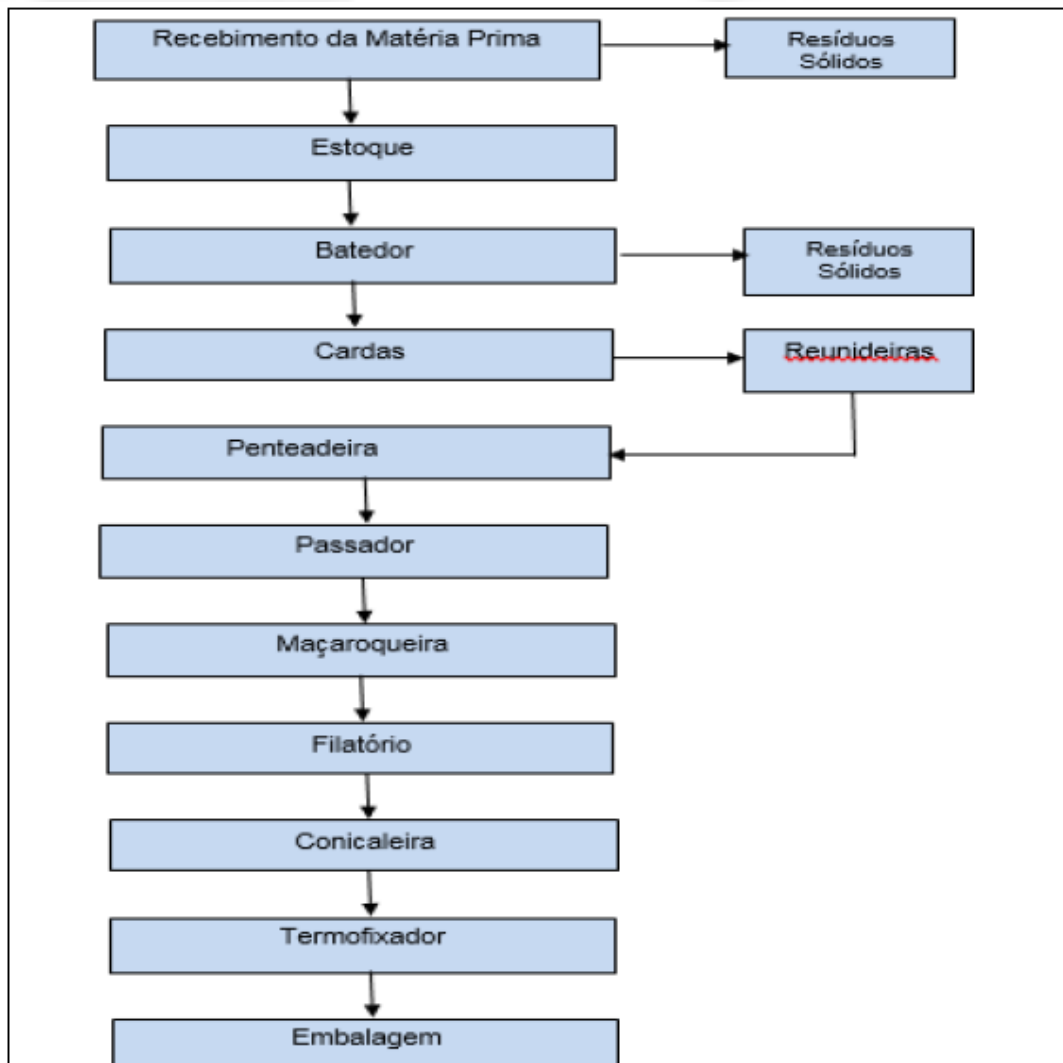 Recebimento da Matéria Prima
Resíduos
Sólidos
Estoque
Batedor
Resíduos
Sólidos
Cardas
Reunideiras
Penteadeira
Passador
Maçaroqueira
Filatório
Conicaleira
Termofixador
Embalagem